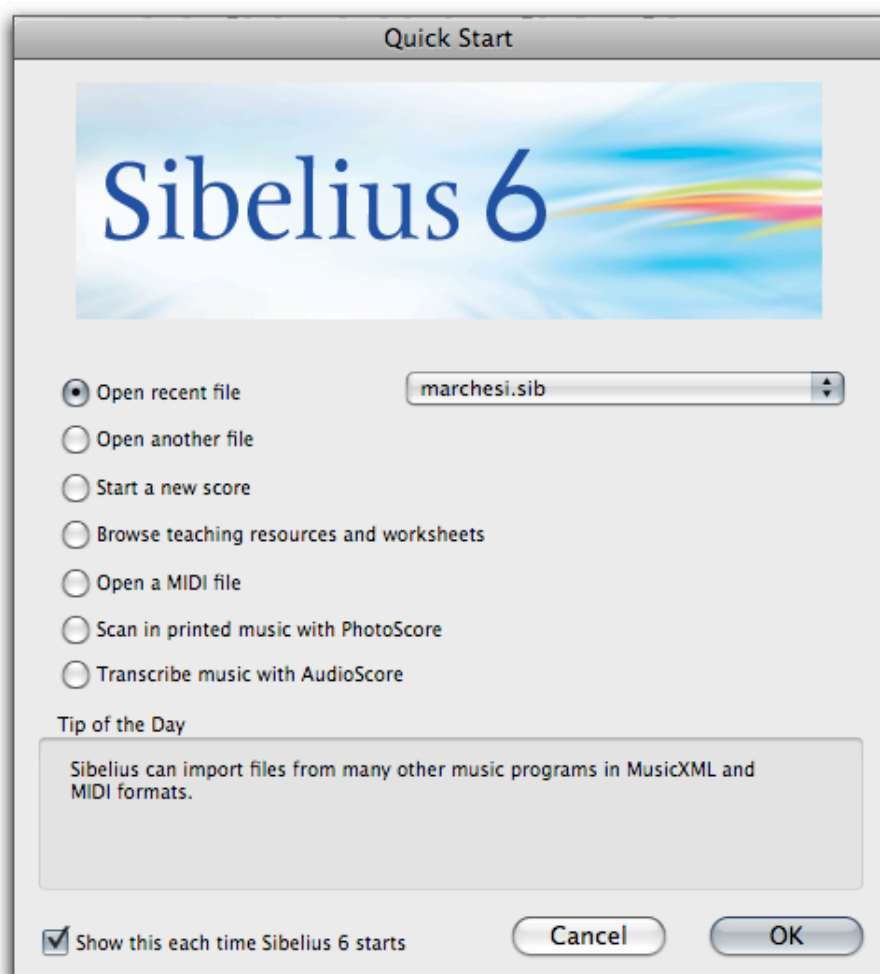 Quick Start
Sibelius 6
Open recent file
marchesi.sib
Open another file
Start a new score
Browse teaching resources and worksheets
Open a MIDI file
Scan in printed music with PhotoScore
Transcribe music with AudioScore
Tip of the Day
Sibelius can import files from many other music programs in MusicXML and
MIDI formats.
Show this each time Sibelius 6 starts
Cancel
OK